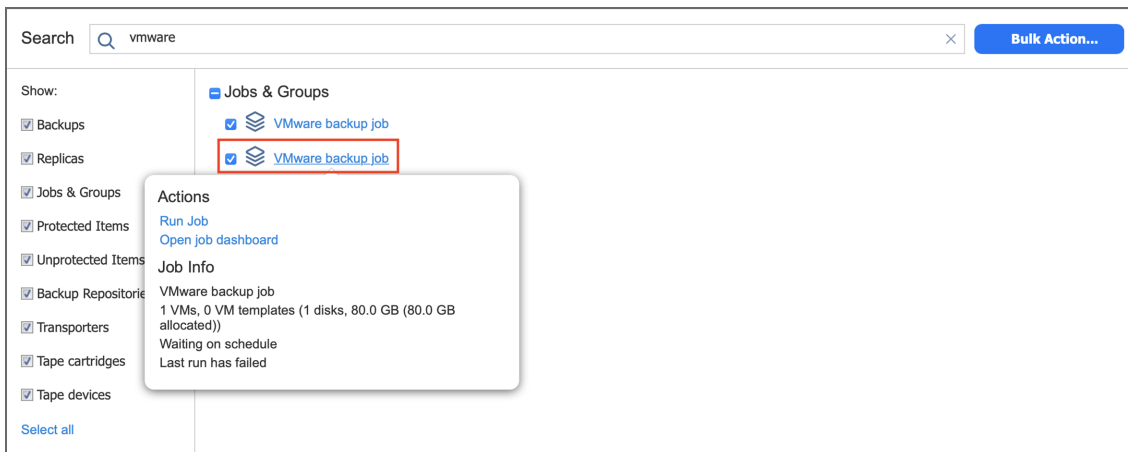 Search
vmware
Bulk Action...
Show:
Backups
Replicas
Jobs & Groups
Protected Items
Unprotected Items
Backup Repositorie
Transporters
Tape cartridges
Tape devices
Select all
Jobs & Groups
VMware backup job
VMware backup job
Actions
Run Job
Open job dashboard
Job Info
VMware backup job
1 VMs, 0 VM templates (1 disks, 80.0 GB (80.0 GB
allocated))
Waiting on schedule
Last run has failed